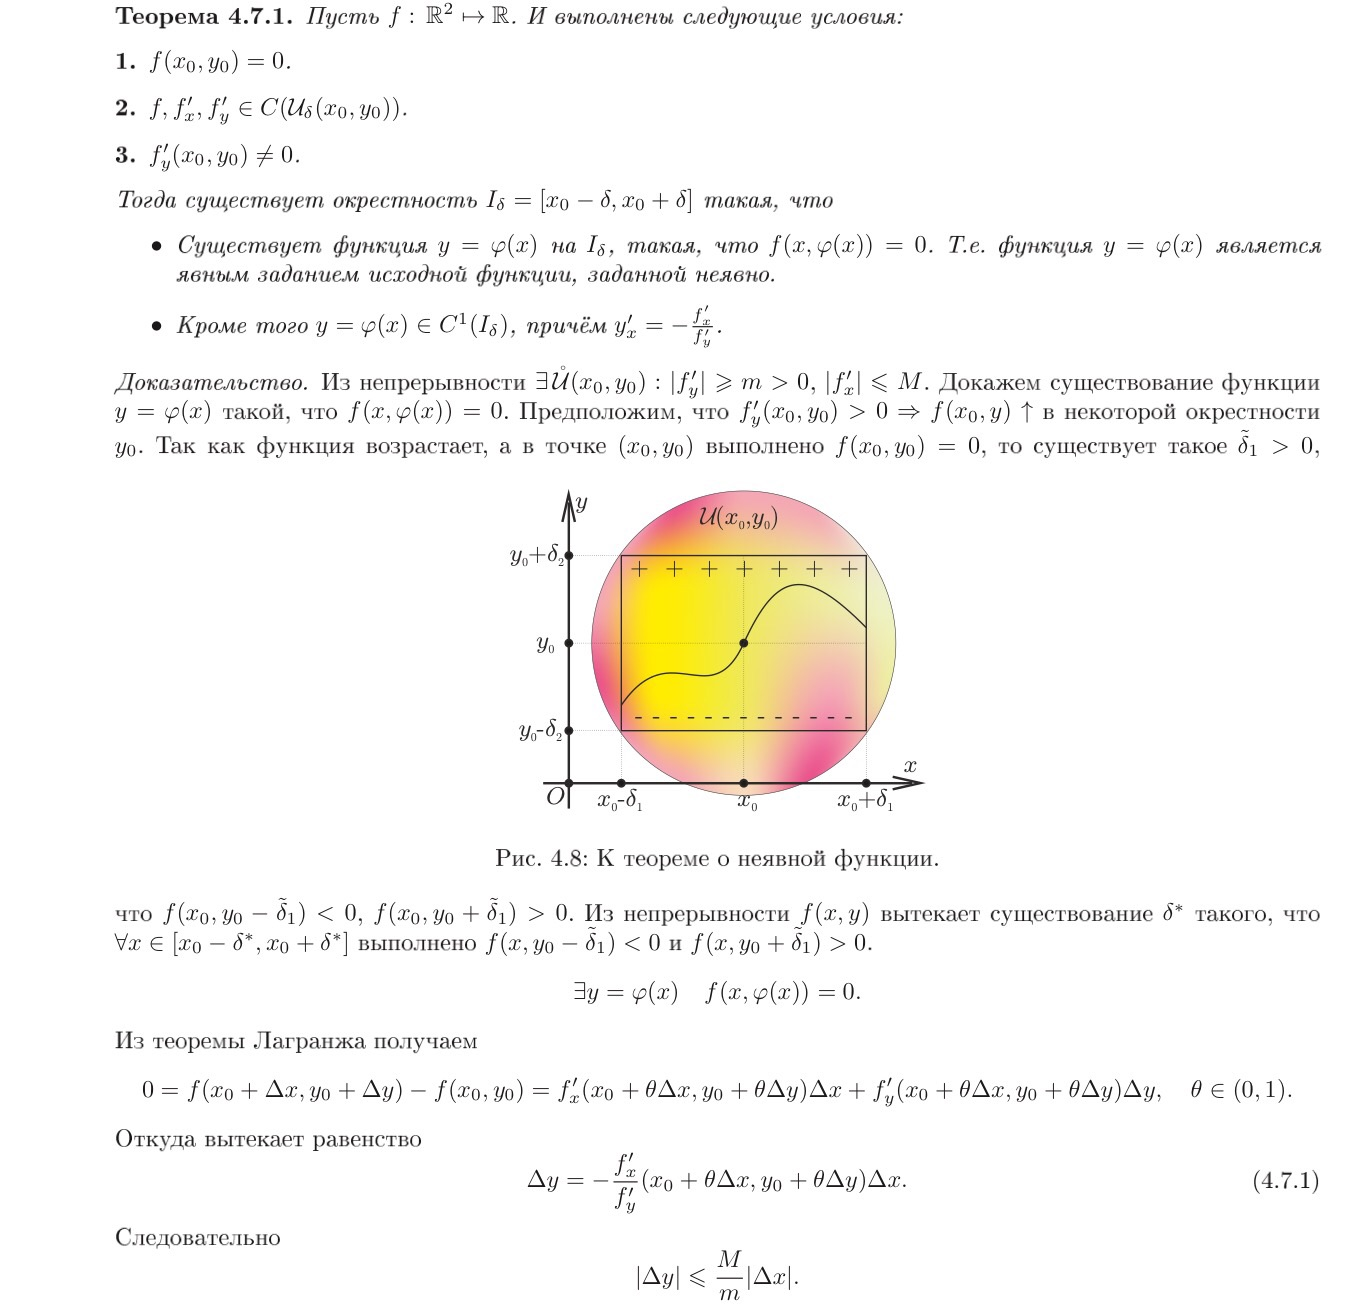 Теорема 4.7.1. Пусть f : ℝ² ↦ ℝ. И выполнены следующие условия:
1. f(x₀, y₀) = 0.
2. f, f′ₓ, f′_y ∈ C(𝒰_δ(x₀, y₀)).
3. f′_y(x₀, y₀) ≠ 0.
Тогда существует окрестность I_δ = [x₀ − δ, x₀ + δ] такая, что
• Существует функция y = φ(x) на I_δ, такая, что f(x, φ(x)) = 0. Т.е. функция y = φ(x) является
явным заданием исходной функции, заданной неявно.
• Кроме того y = φ(x) ∈ C¹(I_δ), причём y′ₓ = −f′ₓ/f′_y.
Доказательство. Из непрерывности ∃𝒰̊(x₀, y₀) : |f′_y| ⩾ m > 0, |f′ₓ| ⩽ M. Докажем существование функции
y = φ(x) такой, что f(x, φ(x)) = 0. Предположим, что f′_y(x₀, y₀) > 0 ⇒ f(x₀, y) ↑ в некоторой окрестности
y₀. Так как функция возрастает, а в точке (x₀, y₀) выполнено f(x₀, y₀) = 0, то существует такое δ̃₁ > 0,
y
𝒰(x₀,y₀)
y₀+δ₂
+ + + + + + +
y₀
- - - - - - - - - - - - -
y₀-δ₂
x
O x₀-δ₁ x₀ x₀+δ₁
Рис. 4.8: К теореме о неявной функции.
что f(x₀, y₀ − δ̃₁) < 0, f(x₀, y₀ + δ̃₁) > 0. Из непрерывности f(x, y) вытекает существование δ* такого, что
∀x ∈ [x₀ − δ*, x₀ + δ*] выполнено f(x, y₀ − δ̃₁) < 0 и f(x, y₀ + δ̃₁) > 0.
∃y = φ(x) f(x, φ(x)) = 0.
Из теоремы Лагранжа получаем
0 = f(x₀ + Δx, y₀ + Δy) − f(x₀, y₀) = f′ₓ(x₀ + θΔx, y₀ + θΔy)Δx + f′_y(x₀ + θΔx, y₀ + θΔy)Δy, θ ∈ (0, 1).
Откуда вытекает равенство
Δy = −f′ₓ/f′_y(x₀ + θΔx, y₀ + θΔy)Δx. (4.7.1)
Следовательно
|Δy| ⩽ M/m|Δx|.